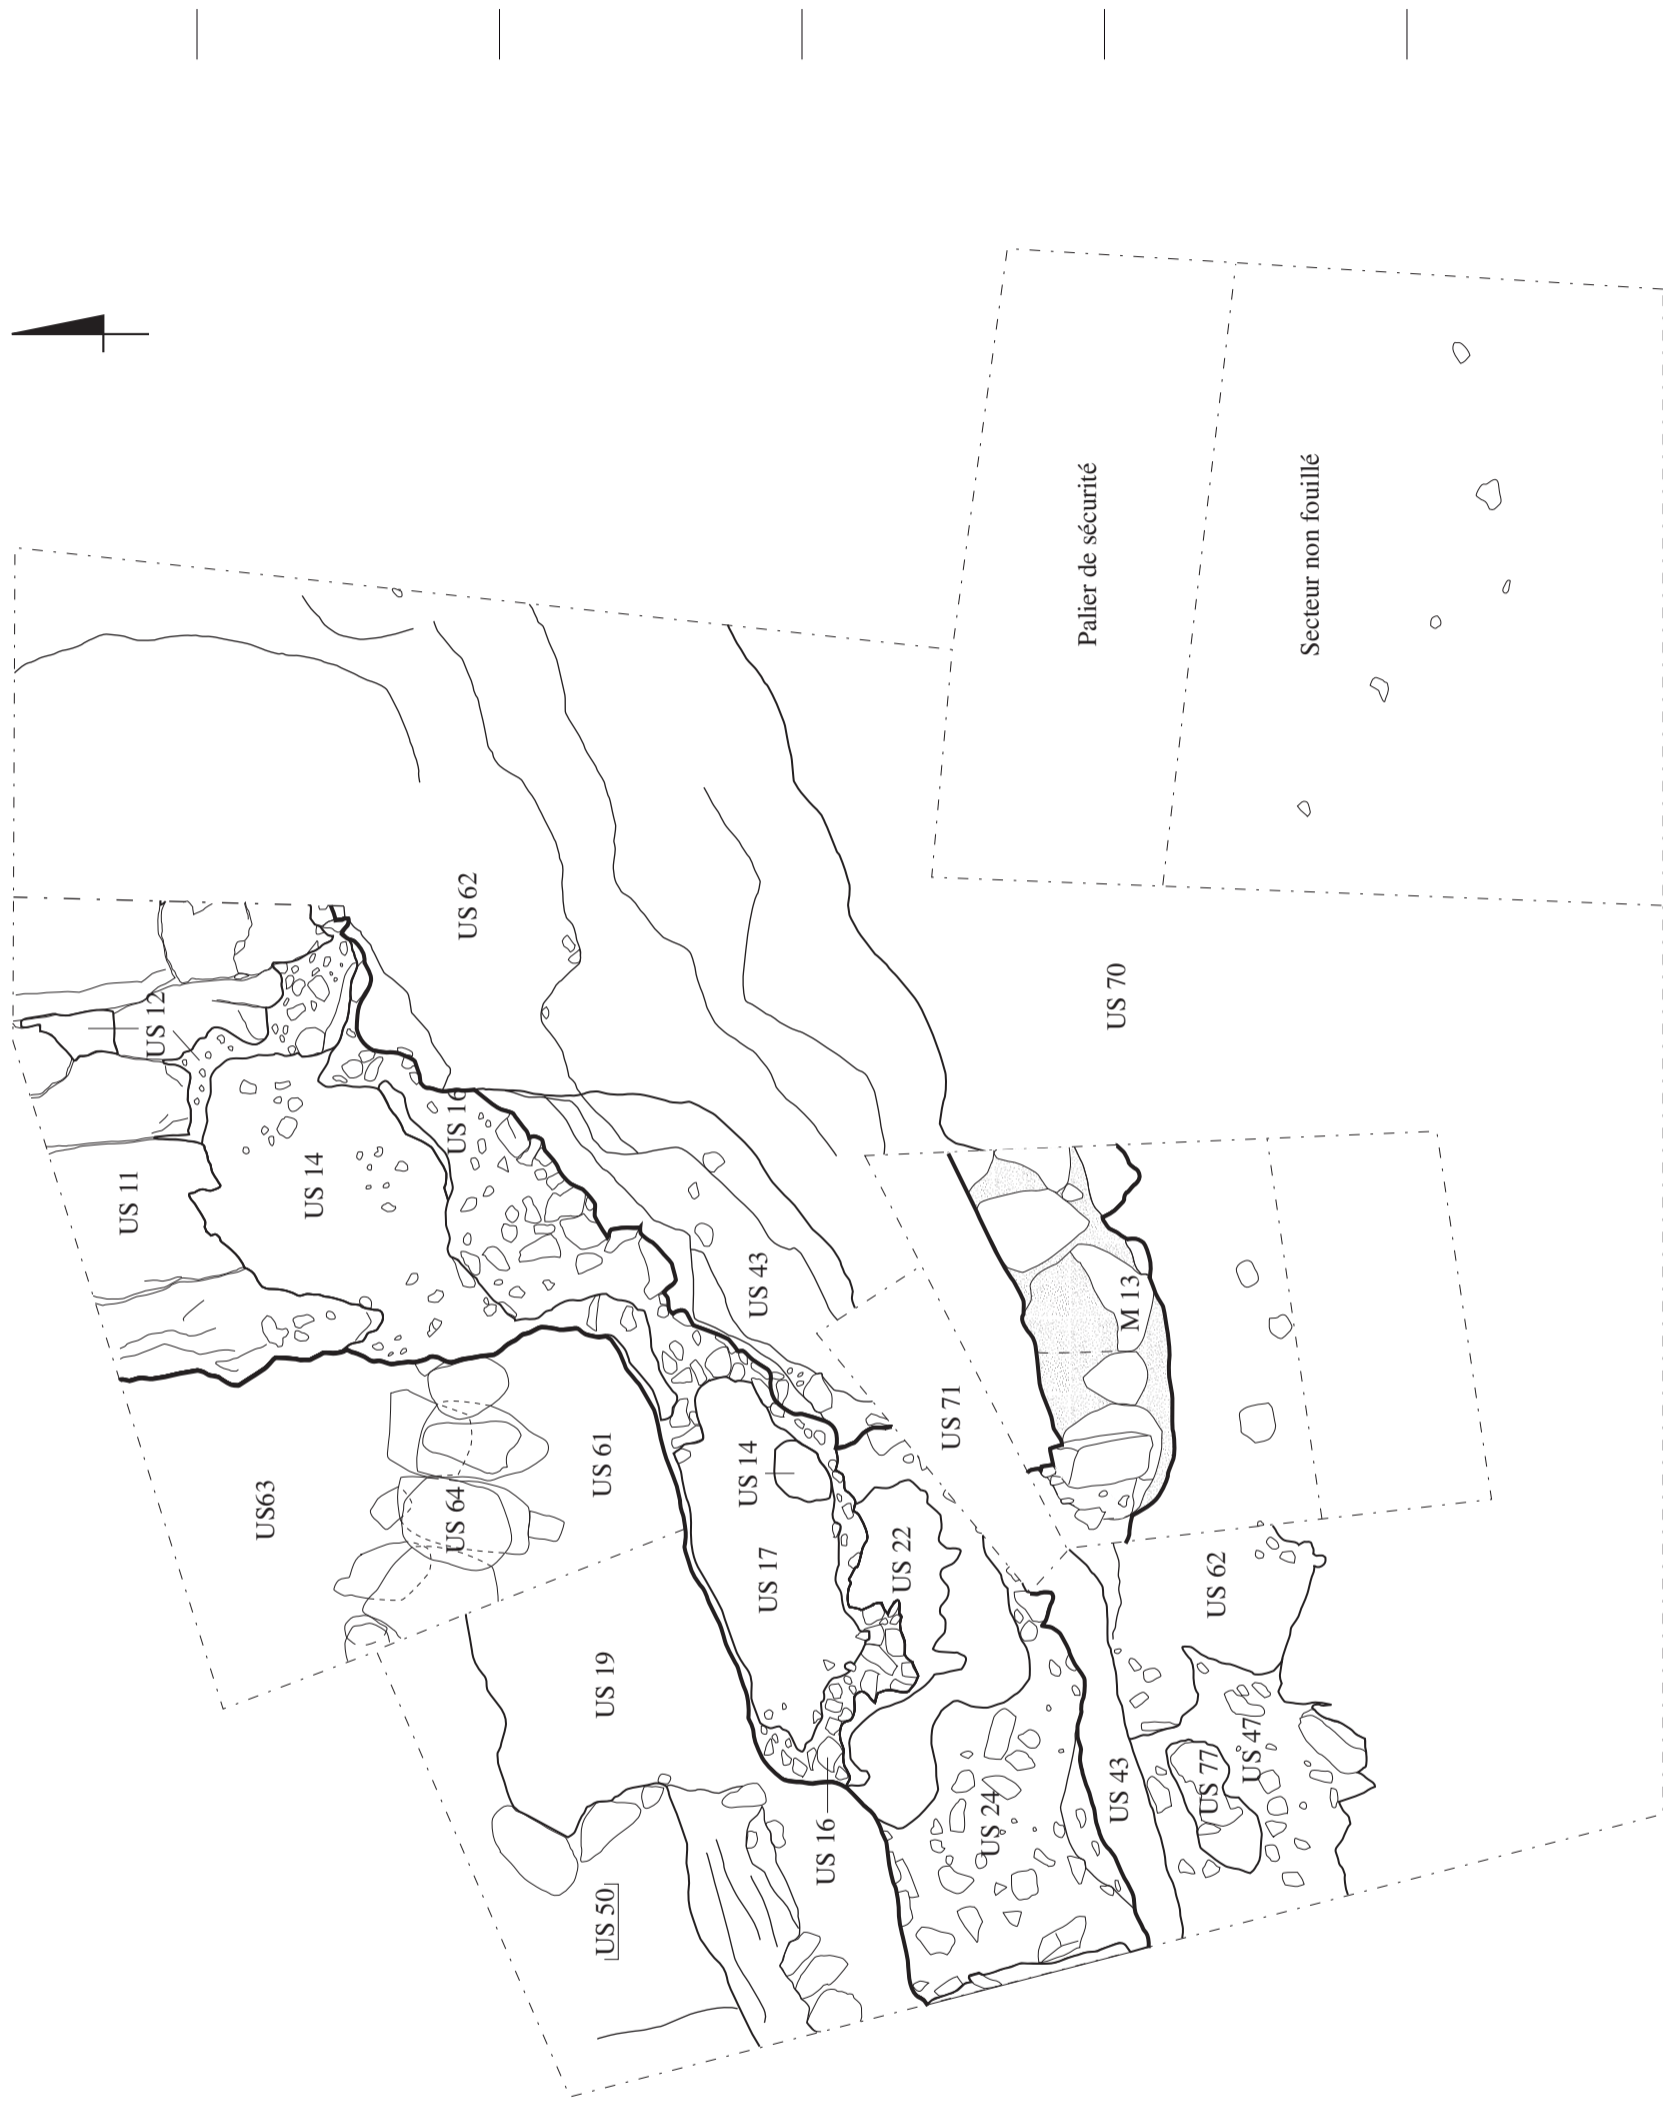 US 12
US 11
US 14
US 62
US 16
US63
US 64
US 61
US 43
US 14
US 17
US 22
US 71
US 70
Palier de sécurité
Secteur non fouillé
M 13
US 19
US 50
US 16
US 24
US 43
US 62
US 77
US 47